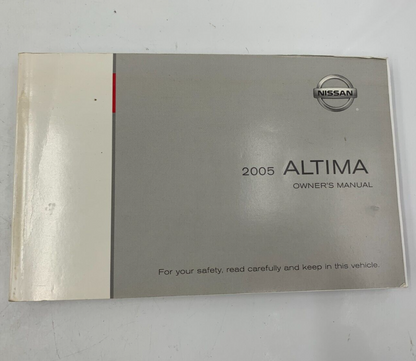 NISSAN
2005 ALTIMA
OWNER'S MANUAL
For your safety, read carefully and keep in this vehicle.